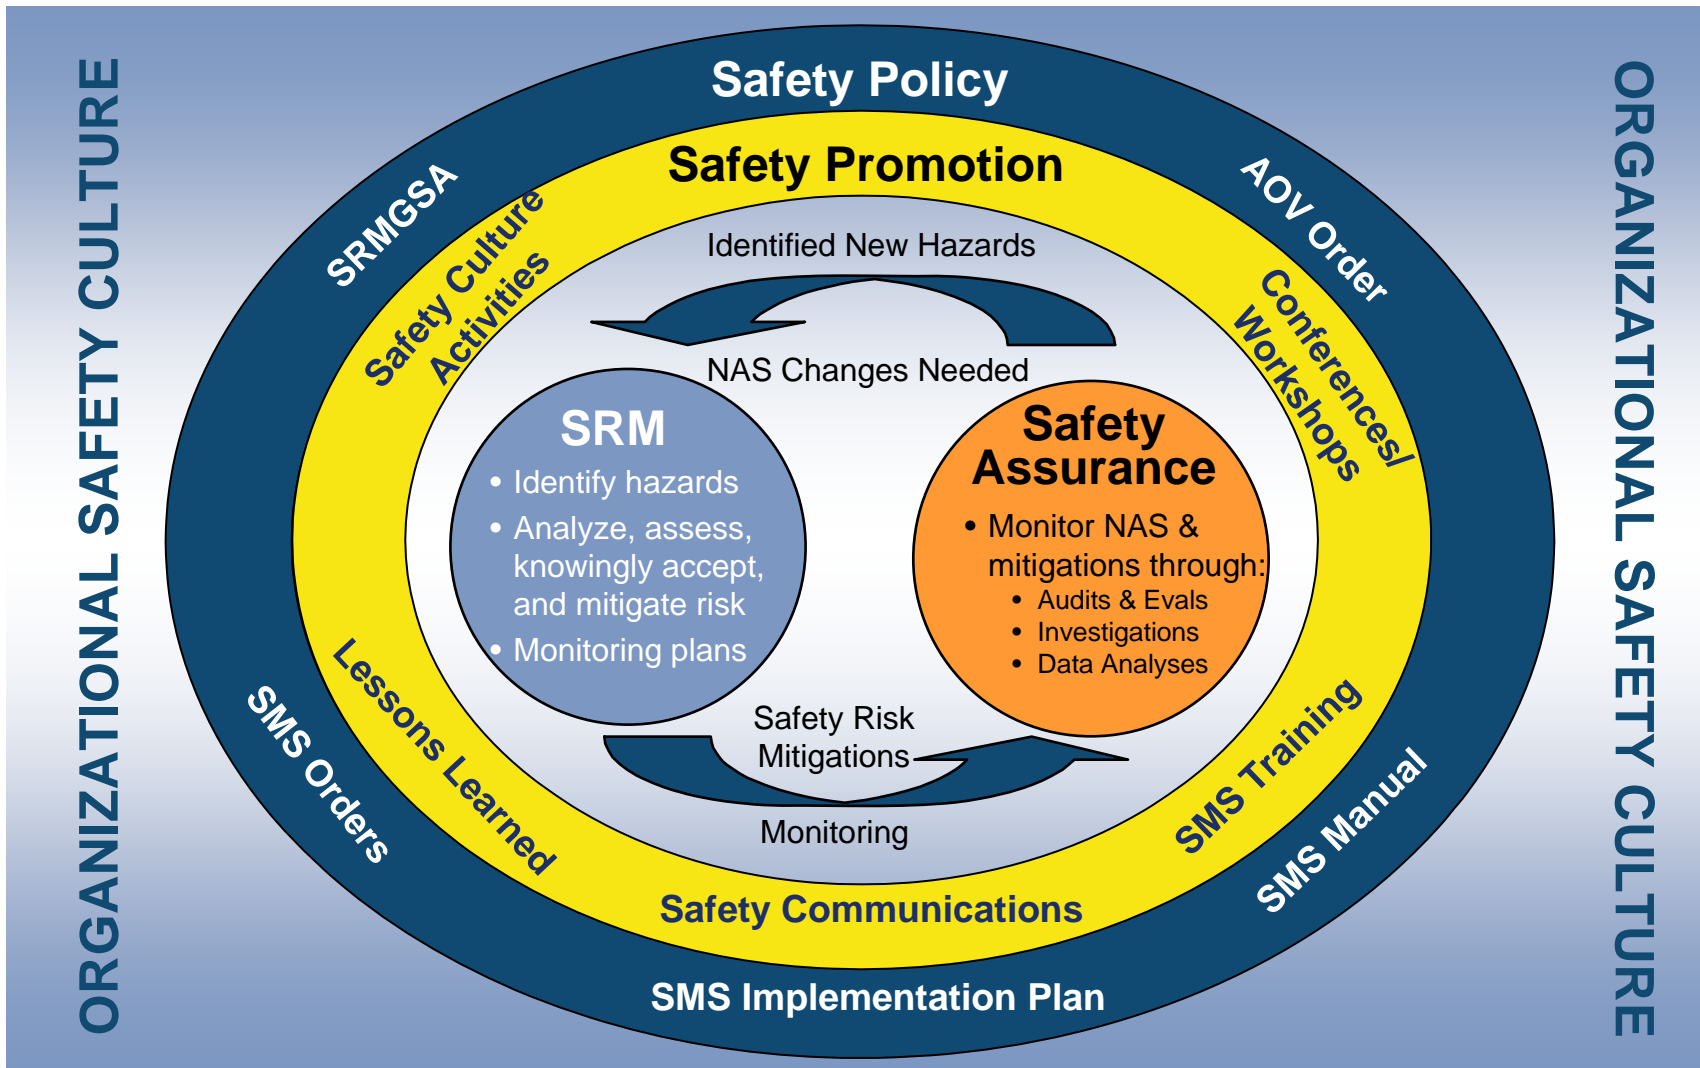 ORGANIZATIONAL SAFETY CULTURE
Safety Policy
SRMGSA
AOV Order
SMS Orders
SMS Manual
SMS Implementation Plan
Safety Promotion
Safety Culture
Activities
Conferences/
Workshops
Lessons Learned
SMS Training
Safety Communications
Identified New Hazards
NAS Changes Needed
SRM
• Identify hazards
• Analyze, assess,
knowingly accept,
and mitigate risk
• Monitoring plans
Safety
Assurance
• Monitor NAS &
mitigations through:
• Audits & Evals
• Investigations
• Data Analyses
Safety Risk
Mitigations
Monitoring
ORGANIZATIONAL SAFETY CULTURE